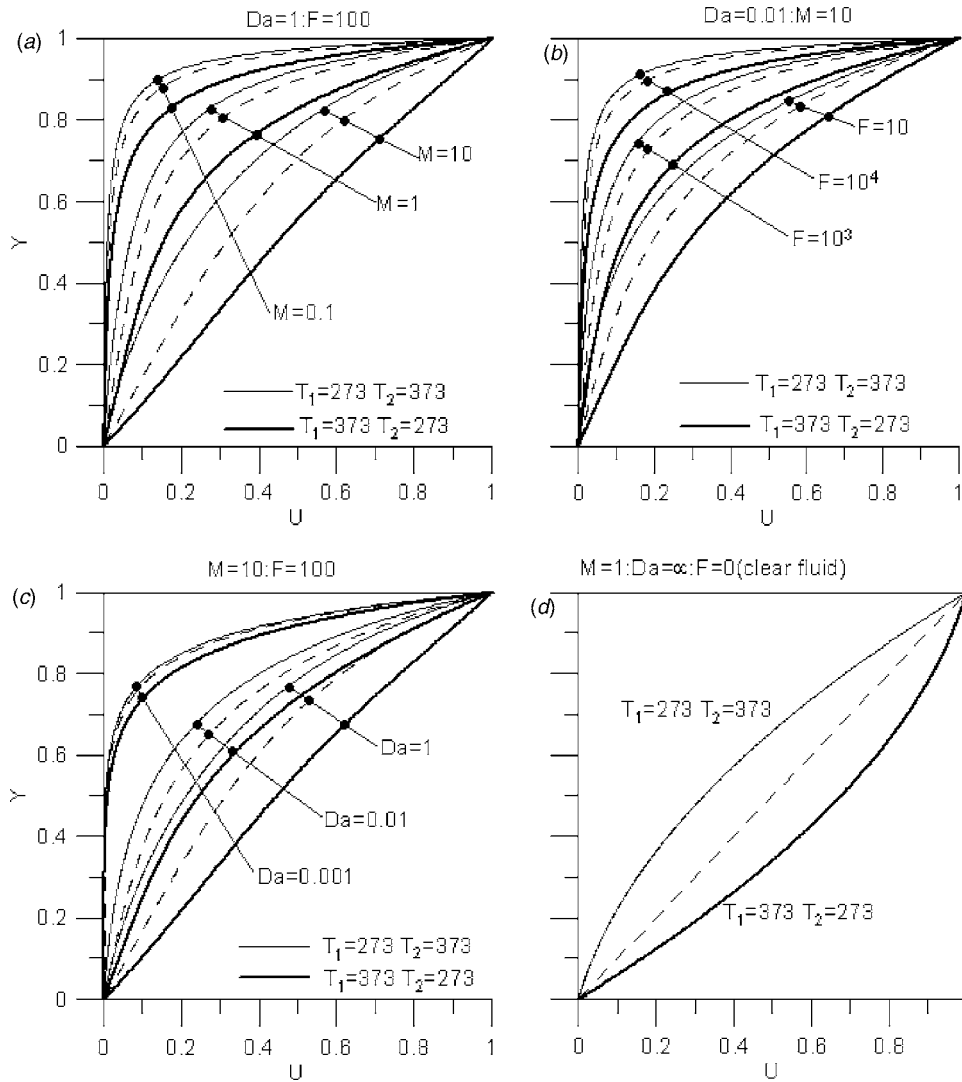 Da=1:F=100
(a)
1
0.8
0.6
0.4
0.2
0
Y
M=10
M=1
M=0.1
T₁=273 T₂=373
T₁=373 T₂=273
0 0.2 0.4 0.6 0.8 1
U
Da=0.01:M=10
(b)
F=10
F=10⁴
F=10³
T₁=273 T₂=373
T₁=373 T₂=273
0 0.2 0.4 0.6 0.8 1
U
M=10:F=100
(c)
1
0.8
0.6
0.4
0.2
0
Y
Da=1
Da=0.01
Da=0.001
T₁=273 T₂=373
T₁=373 T₂=273
0 0.2 0.4 0.6 0.8 1
U
M=1:Da=∝:F=0(clear fluid)
(d)
T₁=273 T₂=373
T₁=373 T₂=273
0 0.2 0.4 0.6 0.8
U